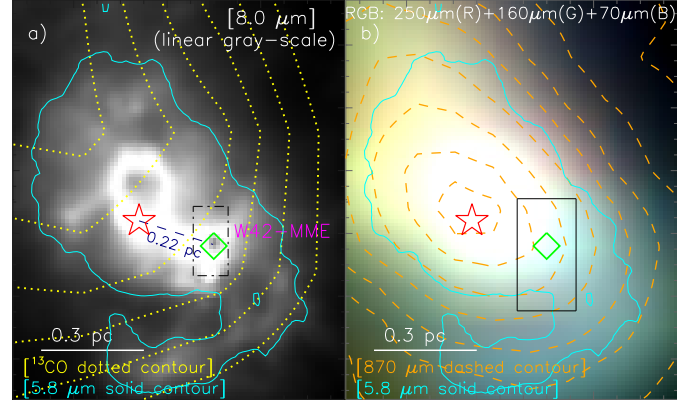 a)
[8.0 μm]
(linear gray-scale)
W42-MME
0.22 pc
0.3 pc
[¹³CO dotted contour]
[5.8 μm solid contour]
RGB: 250μm(R)+160μm(G)+70μm(B)
b)
0.3 pc
[870 μm dashed contour]
[5.8 μm solid contour]